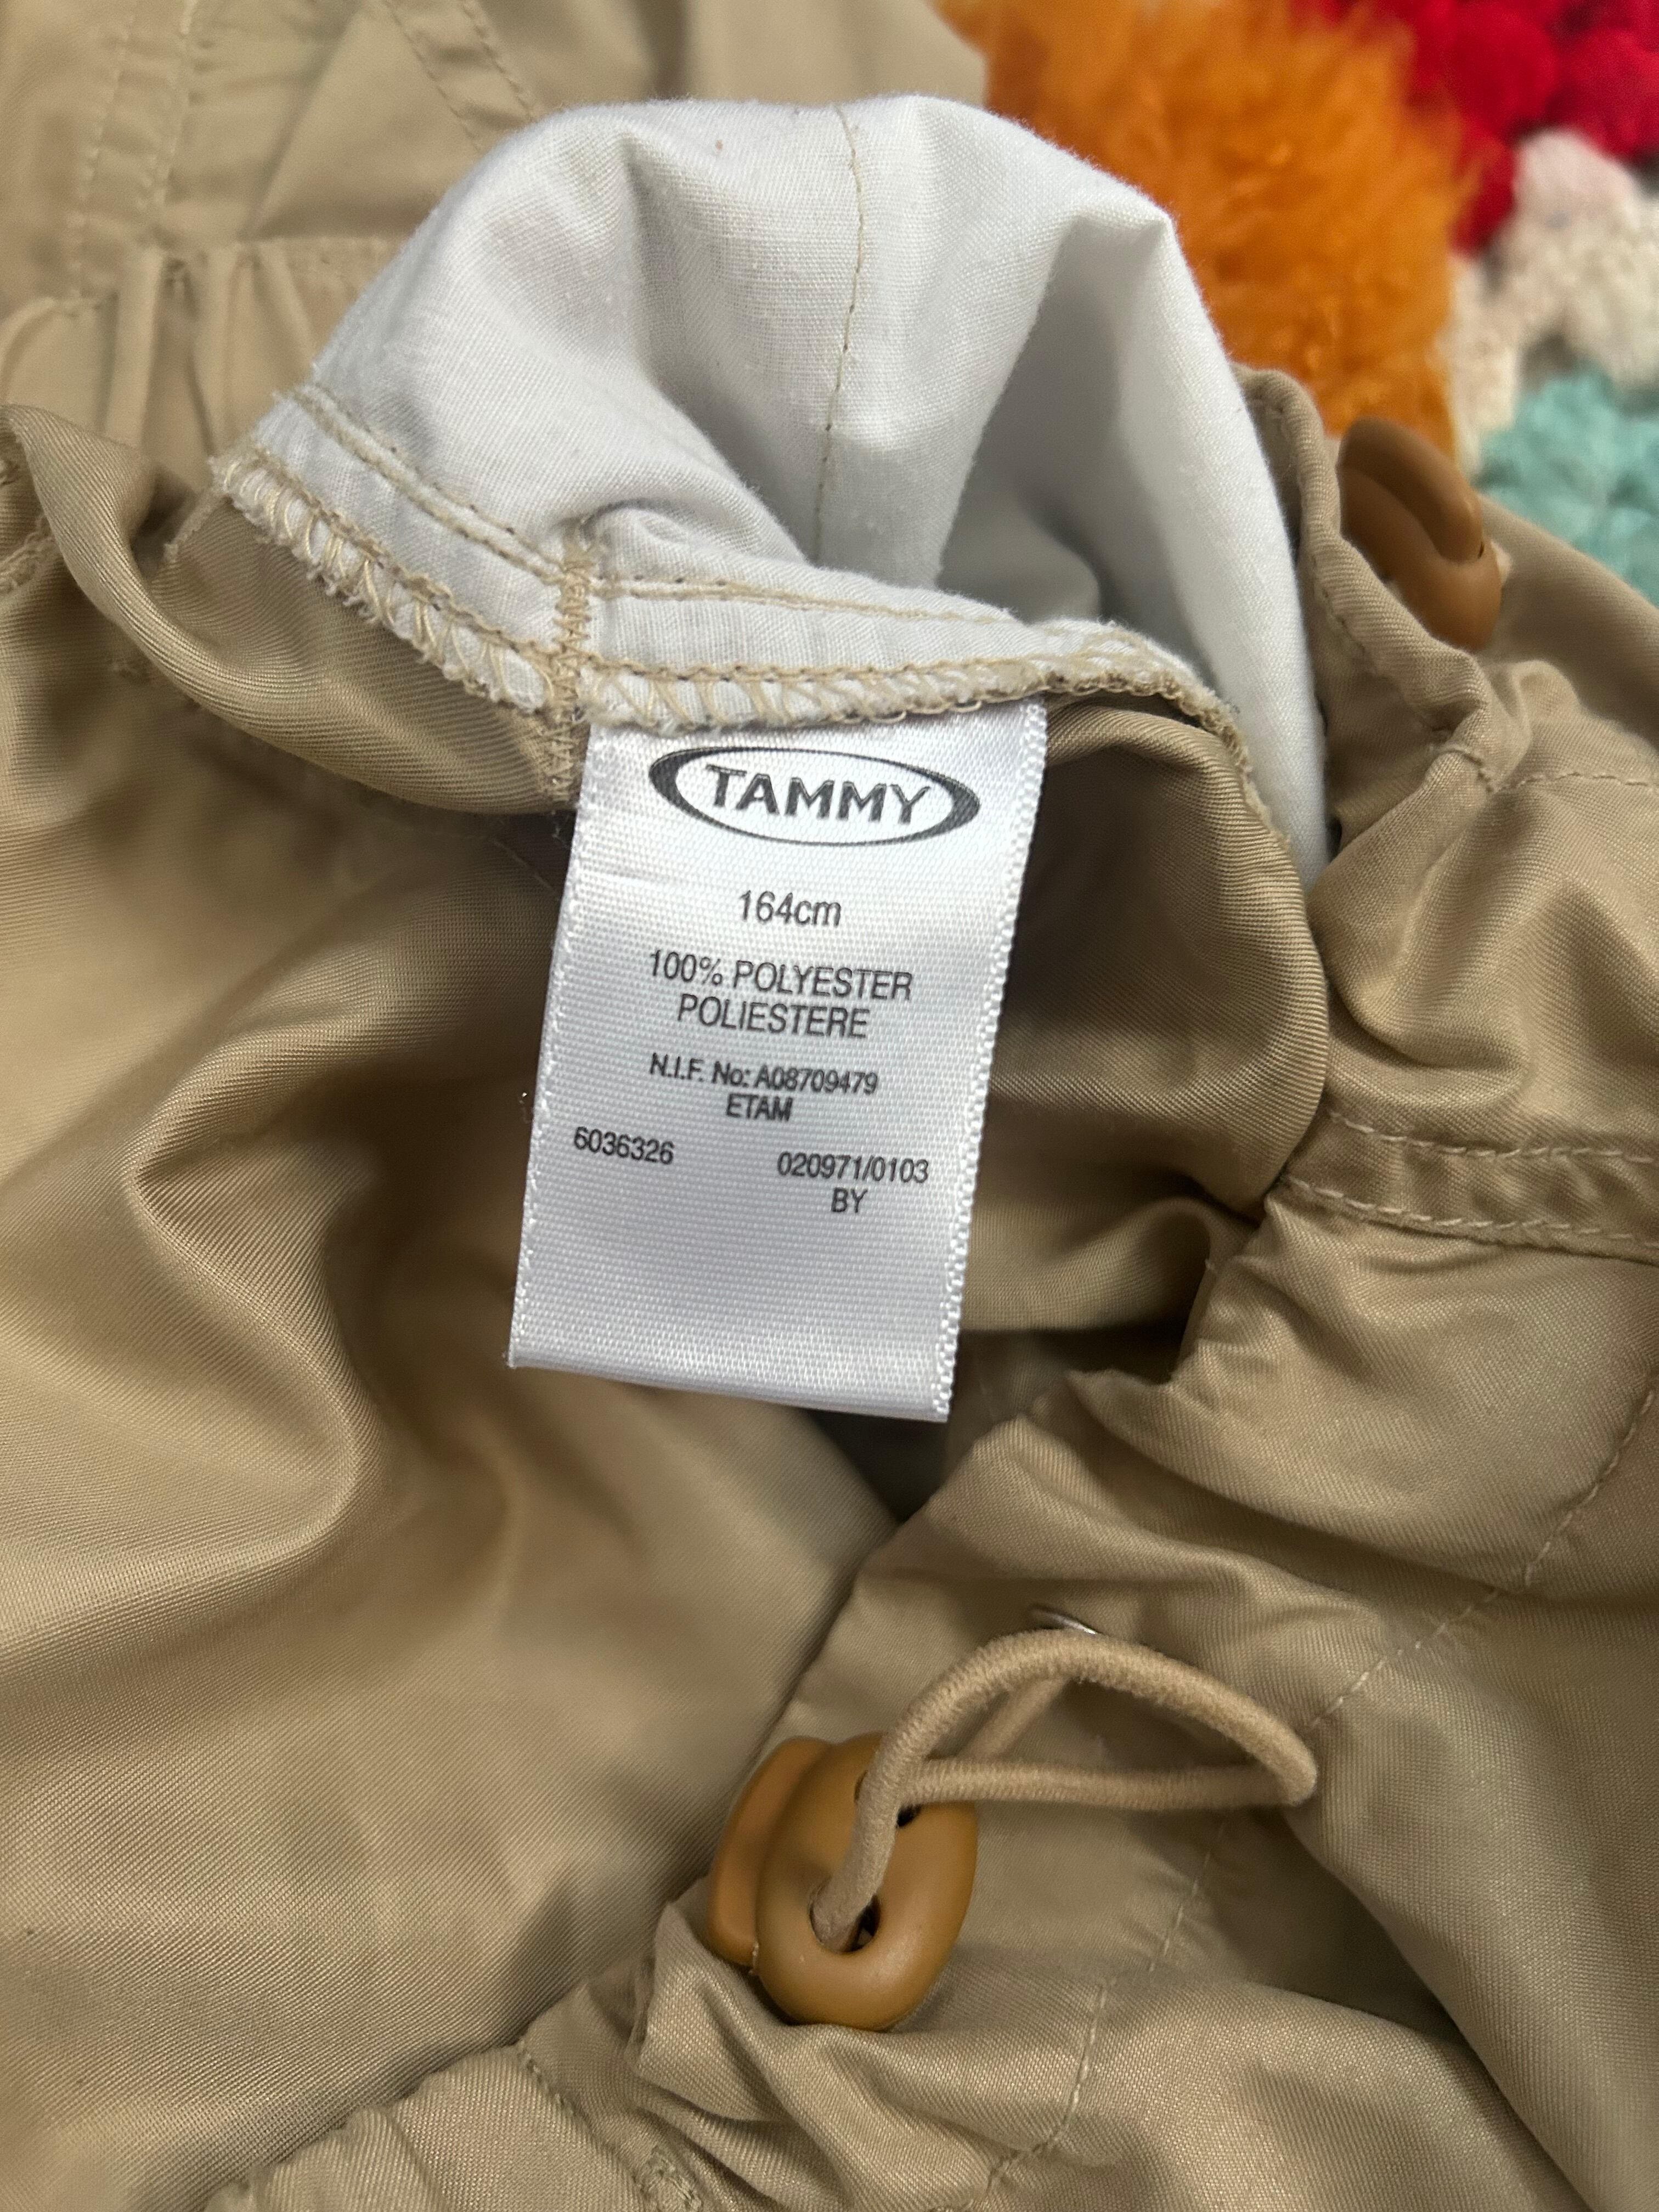 TAMMY
164cm
100% POLYESTER
POLIESTERE
N.I.F. No: A08709479
ETAM
6036326 020971/0103
BY